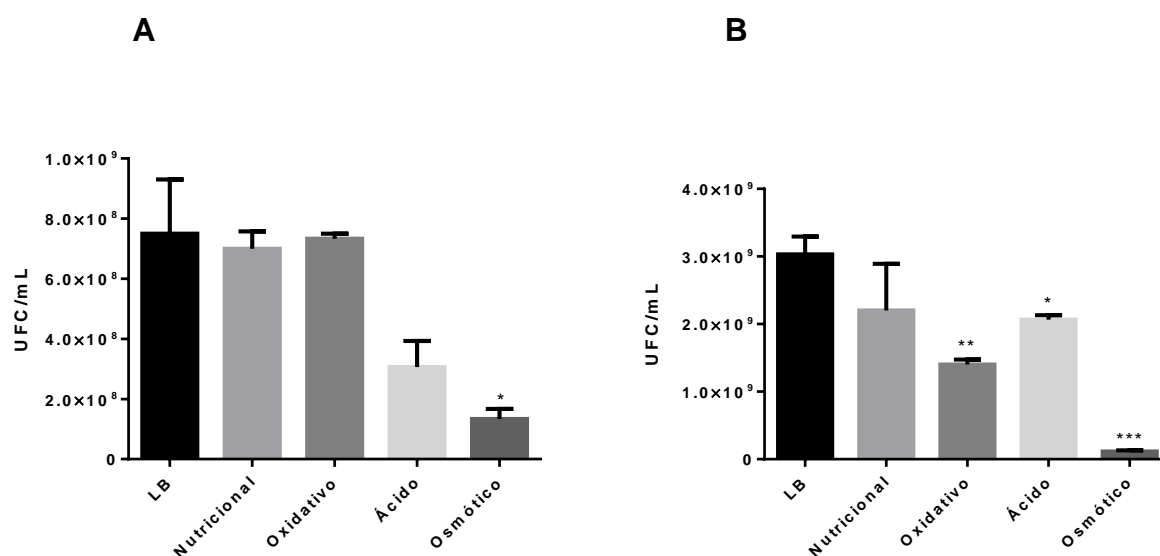 A
UFC/mL
1.0×10⁹
8.0×10⁸
6.0×10⁸
4.0×10⁸
2.0×10⁸
0
*
LB
Nutricional
Oxidativo
Ácido
Osmótico
B
UFC/mL
4.0×10⁹
3.0×10⁹
2.0×10⁹
1.0×10⁹
0
**
*
***
LB
Nutricional
Oxidativo
Ácido
Osmótico